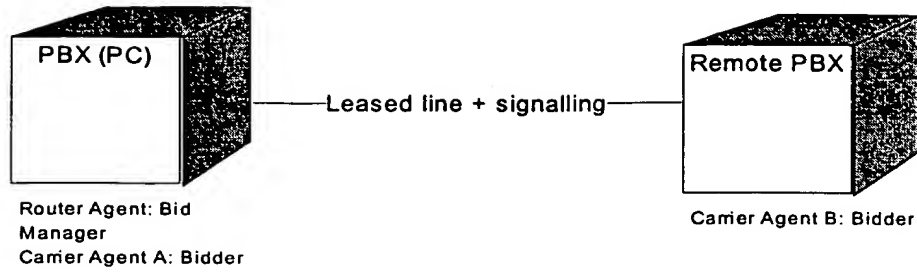 PBX (PC)
Remote PBX
Leased line + signalling
Router Agent: Bid
Manager
Carrier Agent A: Bidder
Carrier Agent B: Bidder